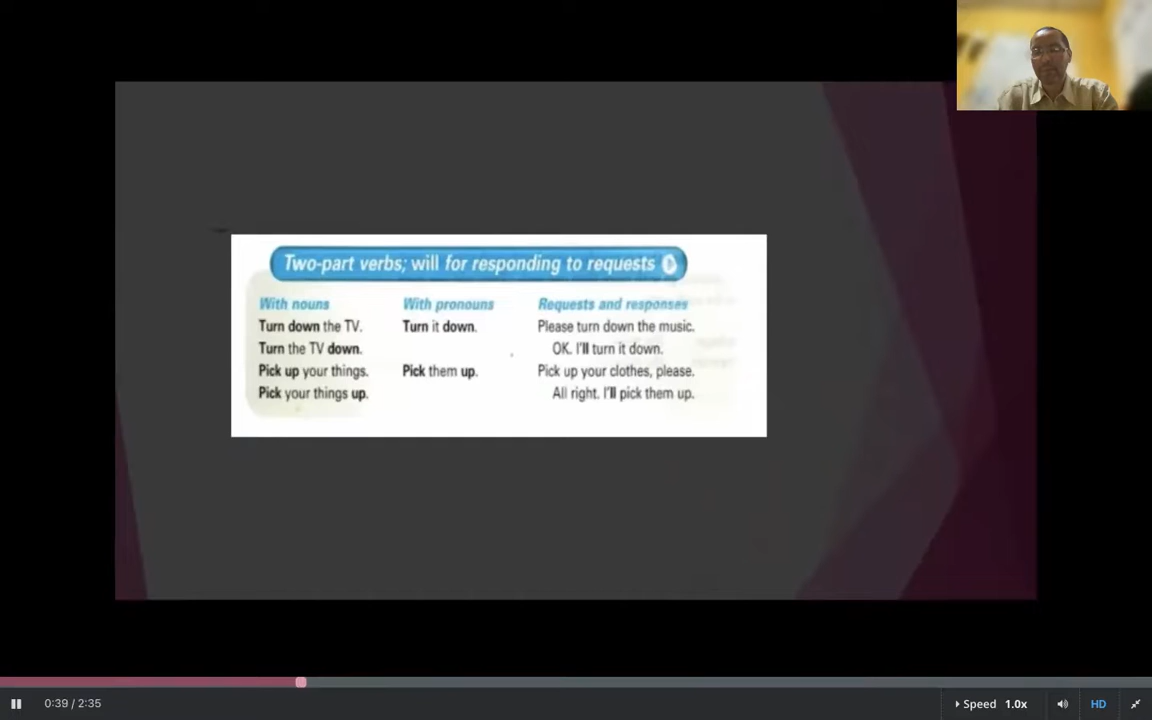 Two-part verbs; will for responding to requests
With nouns With pronouns Requests and responses
Turn down the TV. Turn it down. Please turn down the music.
Turn the TV down. OK. I'll turn it down.
Pick up your things. Pick them up. Pick up your clothes, please.
Pick your things up. All right. I'll pick them up.
0:39 / 2:35 Speed 1.0x HD